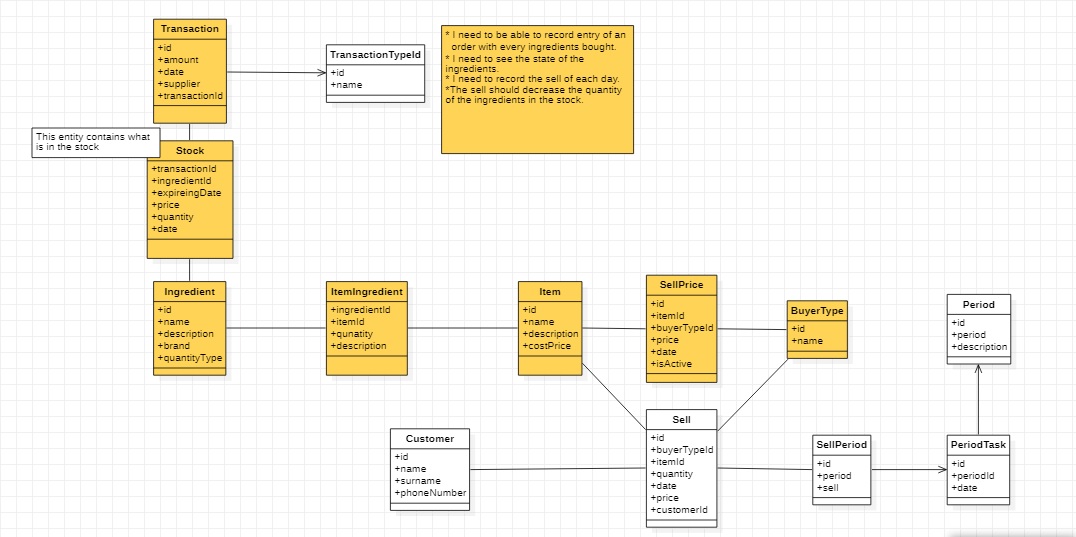 Transaction
+id
+amount
+date
+supplier
+transactionId
TransactionTypeId
+id
+name
* I need to be able to record entry of an
order with every ingredients bought.
* I need to see the state of the
ingredients.
* I need to record the sell of each day.
*The sell should decrease the quantity
of the ingredients in the stock.
This entity contains what
is in the stock
Stock
+transactionId
+ingredientId
+expireingDate
+price
+quantity
+date
Ingredient
+id
+name
+description
+brand
+quantityType
ItemIngredient
+ingredientId
+itemId
+qunatity
+description
Item
+id
+name
+description
+costPrice
SellPrice
+id
+itemId
+buyerTypeId
+price
+date
+isActive
BuyerType
+id
+name
Period
+id
+period
+description
Customer
+id
+name
+surname
+phoneNumber
Sell
+id
+buyerTypeId
+itemId
+quantity
+date
+price
+customerId
SellPeriod
+id
+period
+sell
PeriodTask
+id
+periodId
+date